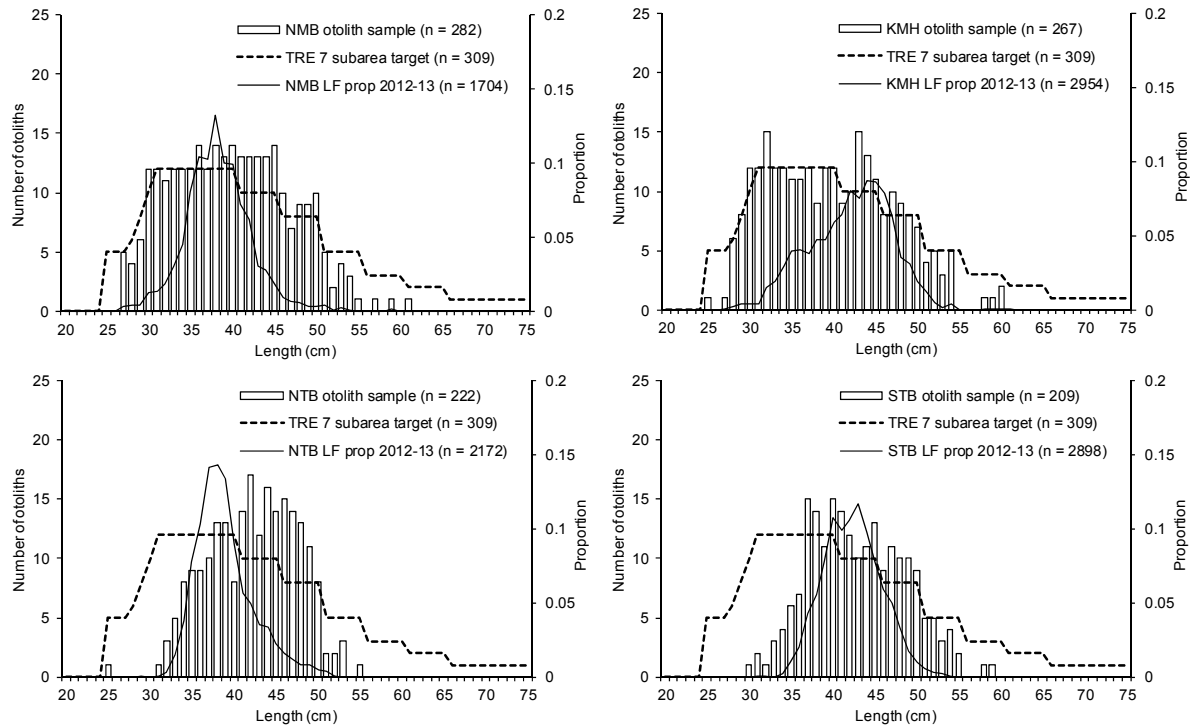 NMB otolith sample (n = 282)
TRE 7 subarea target (n = 309)
NMB LF prop 2012-13 (n = 1704)
25
20
15
10
5
0
Number of otoliths
0.2
0.15
0.1
0.05
0
Proportion
20 25 30 35 40 45 50 55 60 65 70 75
Length (cm)
KMH otolith sample (n = 267)
TRE 7 subarea target (n = 309)
KMH LF prop 2012-13 (n = 2954)
25
20
15
10
5
0
Number of otoliths
0.2
0.15
0.1
0.05
0
Proportion
20 25 30 35 40 45 50 55 60 65 70 75
Length (cm)
NTB otolith sample (n = 222)
TRE 7 subarea target (n = 309)
NTB LF prop 2012-13 (n = 2172)
25
20
15
10
5
0
Number of otoliths
0.2
0.15
0.1
0.05
0
Proportion
20 25 30 35 40 45 50 55 60 65 70 75
Length (cm)
STB otolith sample (n = 209)
TRE 7 subarea target (n = 309)
STB LF prop 2012-13 (n = 2898)
25
20
15
10
5
0
Number of otoliths
0.2
0.15
0.1
0.05
0
Proportion
20 25 30 35 40 45 50 55 60 65 70 75
Length (cm)